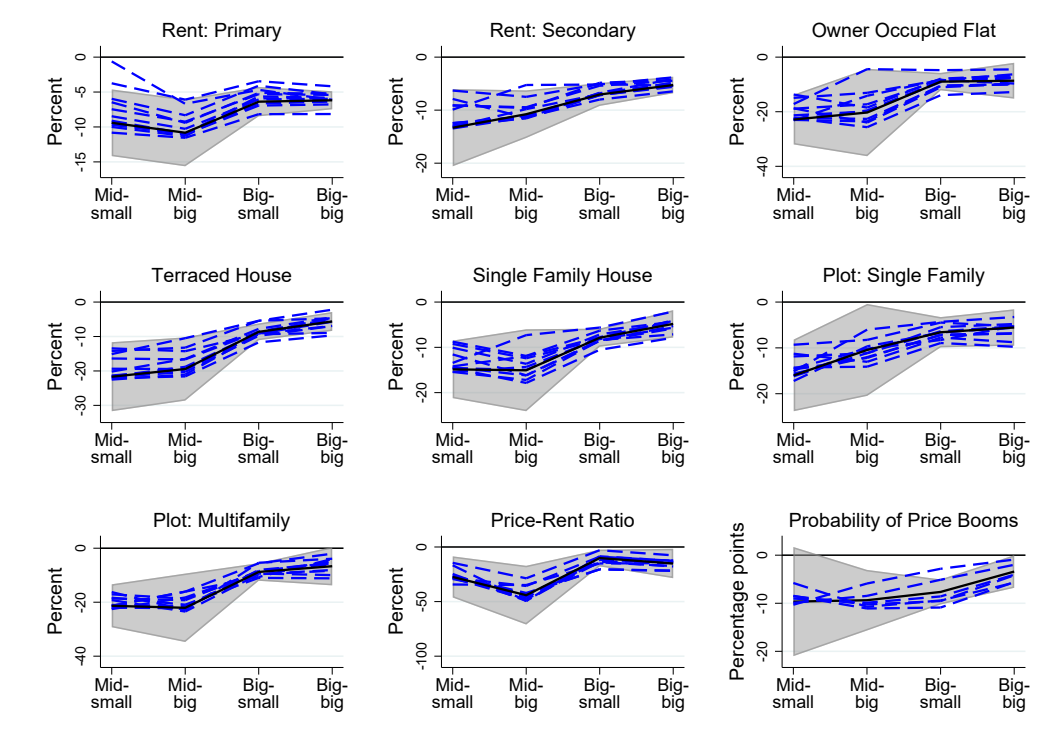 Rent: Primary
Percent
0
-5
-10
-15
Mid-
small
Mid-
big
Big-
small
Big-
big
Rent: Secondary
Percent
0
-10
-20
Mid-
small
Mid-
big
Big-
small
Big-
big
Owner Occupied Flat
Percent
0
-20
-40
Mid-
small
Mid-
big
Big-
small
Big-
big
Terraced House
Percent
0
-10
-20
-30
Mid-
small
Mid-
big
Big-
small
Big-
big
Single Family House
Percent
0
-10
-20
Mid-
small
Mid-
big
Big-
small
Big-
big
Plot: Single Family
Percent
0
-10
-20
Mid-
small
Mid-
big
Big-
small
Big-
big
Plot: Multifamily
Percent
0
-20
-40
Mid-
small
Mid-
big
Big-
small
Big-
big
Price-Rent Ratio
Percent
0
-50
-100
Mid-
small
Mid-
big
Big-
small
Big-
big
Probability of Price Booms
Percentage points
0
-10
-20
Mid-
small
Mid-
big
Big-
small
Big-
big